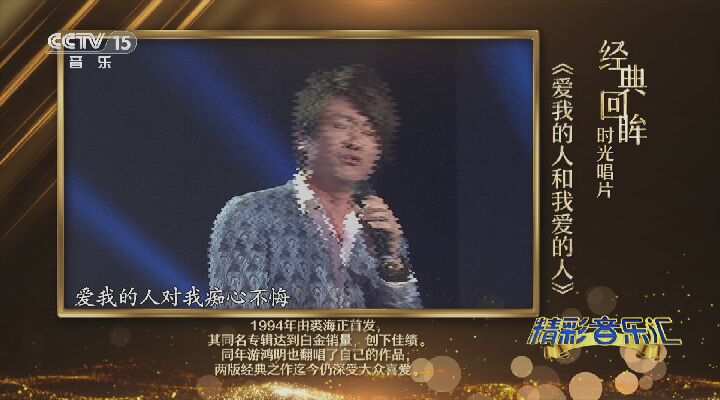 CCTV 15
音乐
经典回眸
时光唱片
《爱我的人和我爱的人》
爱我的人对我痴心不悔
1994年由裘海正首发，
其同名专辑达到白金销量，创下佳绩。
同年游鸿明也翻唱了自己的作品，
两版经典之作迄今仍深受大众喜爱。
精彩音乐汇